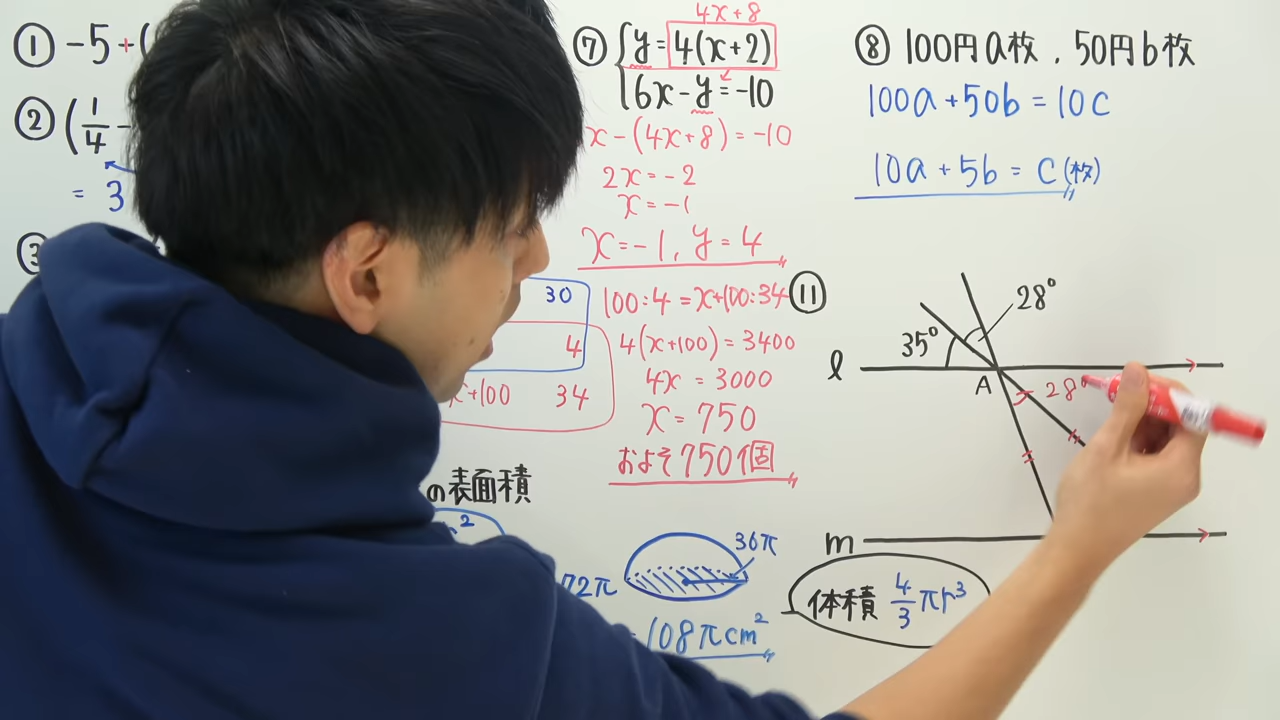 ① -5+(
② (1/4 -
= 3
③
30
4
x+100 34
の表面積
r²
72π
36π
=108πcm²
⑦ { y = 4(x+2)
4x+8
6x-y=-10
x-(4x+8)=-10
2x=-2
x=-1
x=-1, y=4
100:4=x+100:34
4(x+100)=3400
4x=3000
x=750
およそ750個
⑧ 100円a枚, 50円b枚
100a+50b=10c
10a+5b=c(枚)
⑪
28°
35°
ℓ
A
28°
m
体積 4/3 πr³